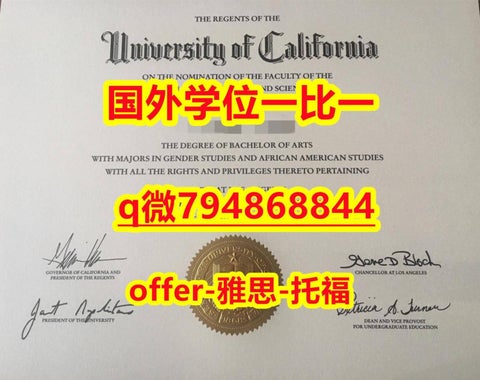 THE REGENTS OF THE
University of California
ON THE NOMINATION OF THE FACULTY OF THE
国外学位一比一
THE DEGREE OF BACHELOR OF ARTS
WITH MAJORS IN GENDER STUDIES AND AFRICAN AMERICAN STUDIES
WITH ALL THE RIGHTS AND PRIVILEGES THERETO PERTAINING
q微794868844
GOVERNOR OF CALIFORNIA AND
PRESIDENT OF THE REGENTS
CHANCELLOR AT LOS ANGELES
offer-雅思-托福
PRESIDENT OF THE UNIVERSITY
DEAN AND VICE PROVOST
FOR UNDERGRADUATE EDUCATION